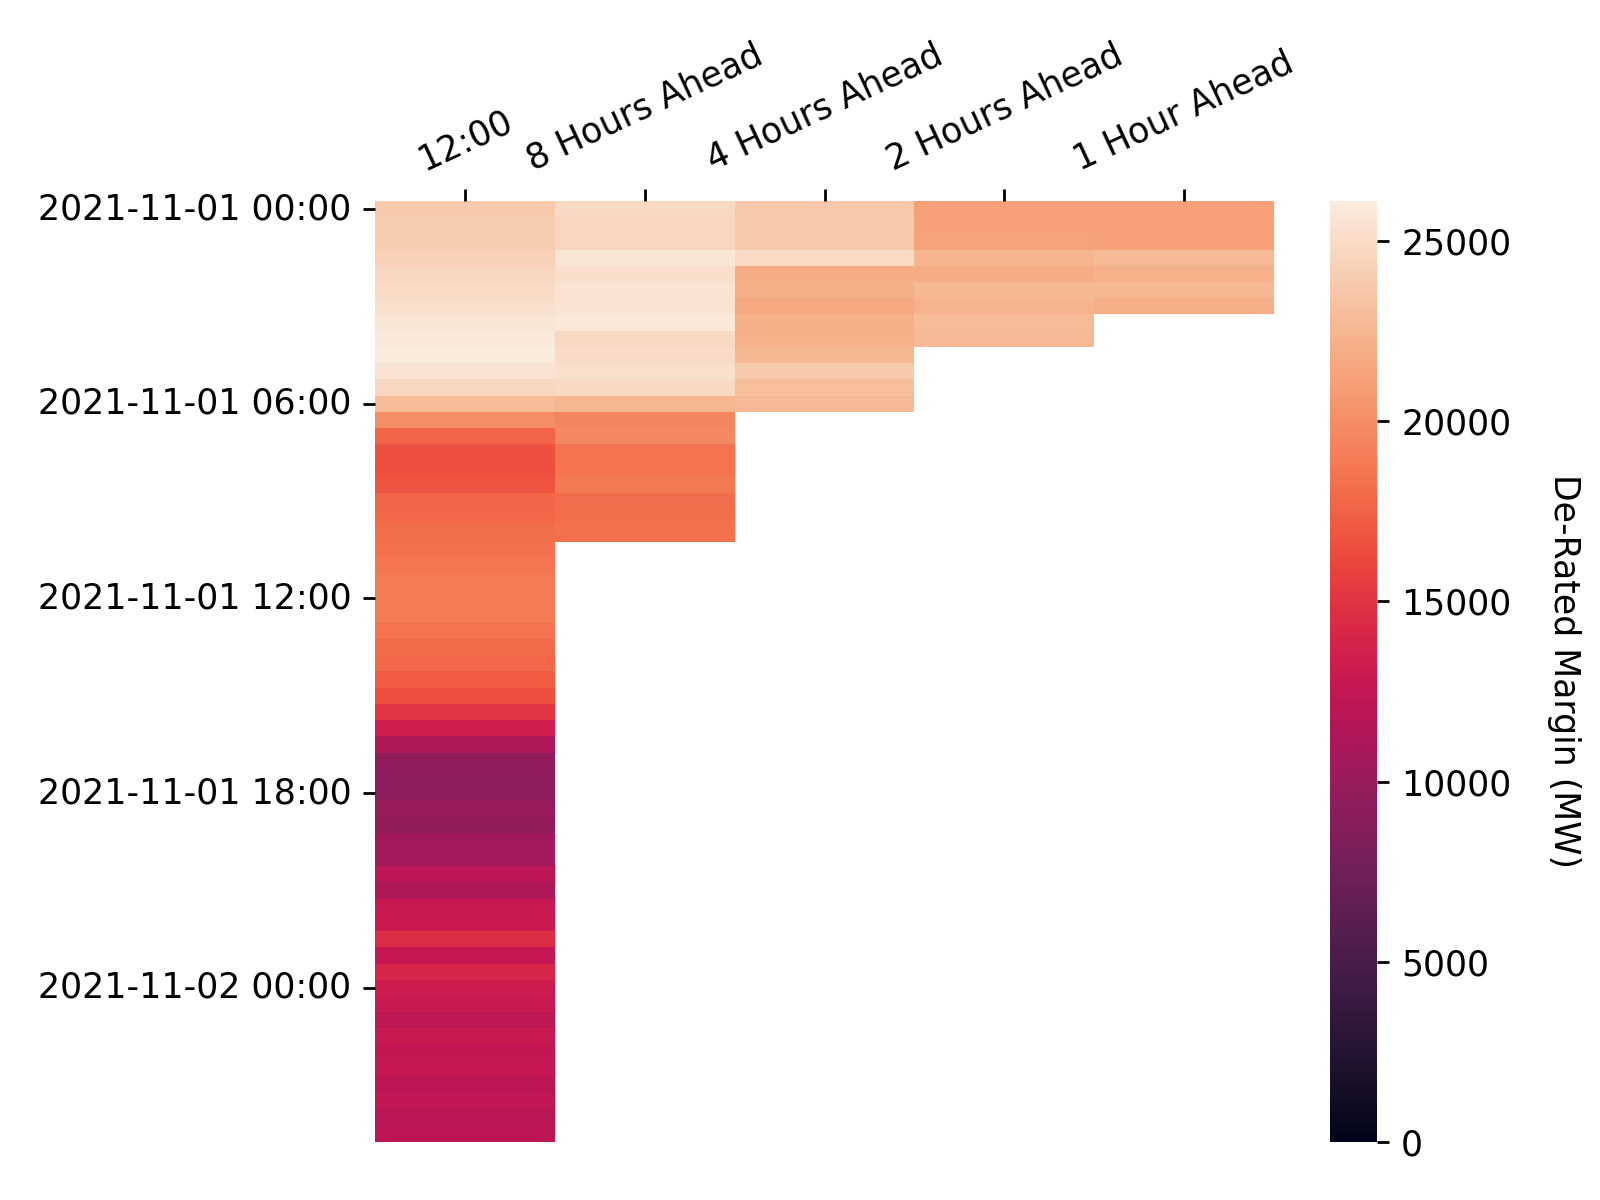 12:00
8 Hours Ahead
4 Hours Ahead
2 Hours Ahead
1 Hour Ahead
2021-11-01 00:00
2021-11-01 06:00
2021-11-01 12:00
2021-11-01 18:00
2021-11-02 00:00
25000
20000
15000
10000
5000
0
De-Rated Margin (MW)